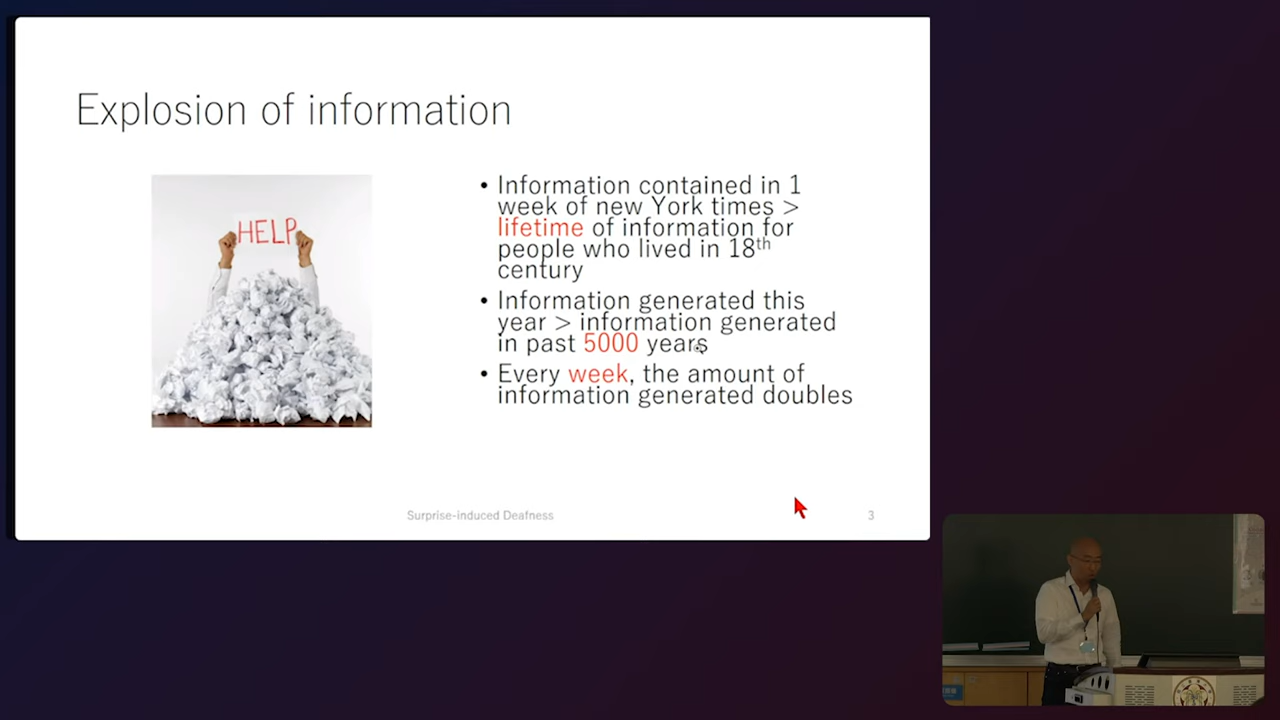 Explosion of information
HELP
• Information contained in 1
week of new York times >
lifetime of information for
people who lived in 18th
century
• Information generated this
year > information generated
in past 5000 years
• Every week, the amount of
information generated doubles
Surprise-induced Deafness
3